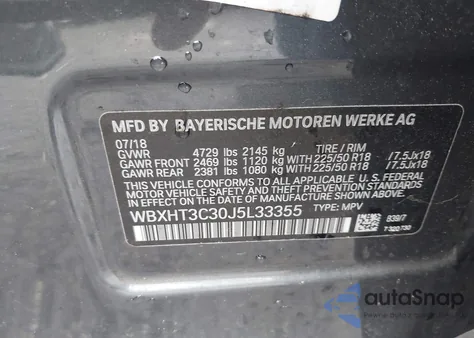 MFD BY BAYERISCHE MOTOREN WERKE AG
07/18 TIRE / RIM
GVWR 4729 lbs 2145 kg
GAWR FRONT 2469 lbs 1120 kg WITH 225/50 R18 /7.5Jx18
GAWR REAR 2381 lbs 1080 kg WITH 225/50 R18 /7.5Jx18
THIS VEHICLE CONFORMS TO ALL APPLICABLE FEDERAL
MOTOR VEHICLE SAFETY AND THEFT PREVENTION STANDARDS
IN EFFECT ON THE DATE OF MANUFACTURE SHOWN ABOVE.
WBXHT3C30J5L33355 TYPE: MPV
B39/7
autoSnap